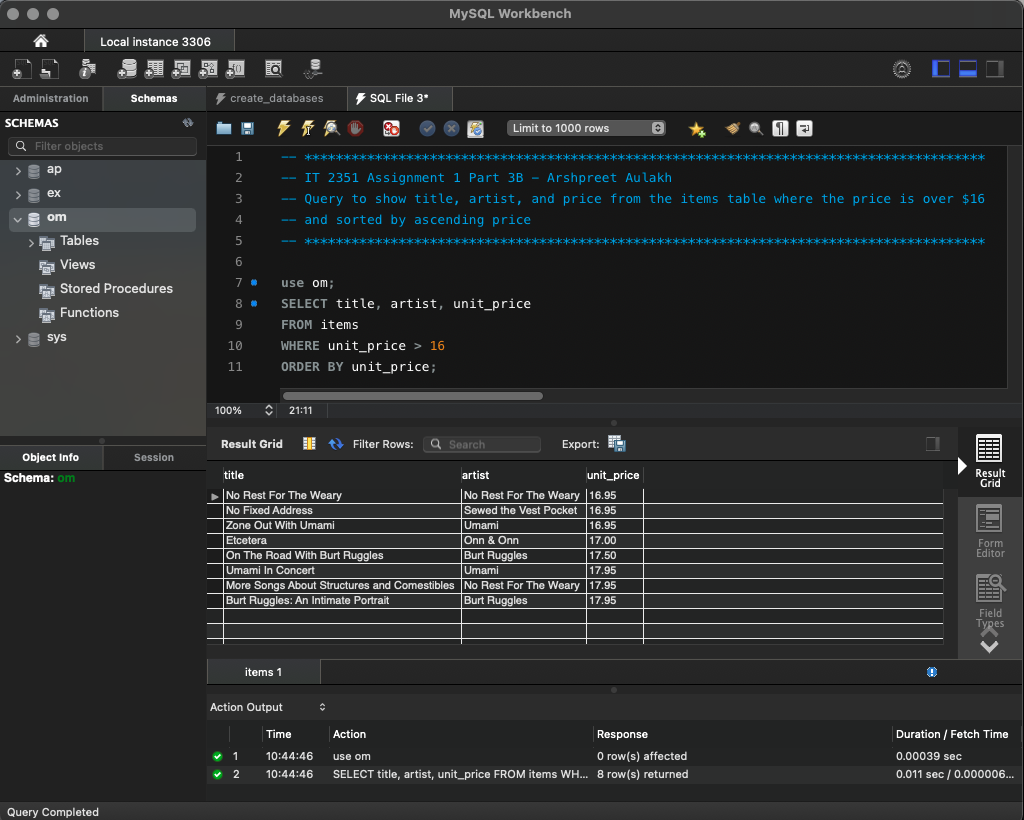 MySQL Workbench
Local instance 3306
Administration
Schemas
create_databases
SQL File 3*
SCHEMAS
Filter objects
ap
ex
om
Tables
Views
Stored Procedures
Functions
sys
Object Info
Session
Schema: om
Limit to 1000 rows
1 -- ****************************************************************************************
2 -- IT 2351 Assignment 1 Part 3B - Arshpreet Aulakh
3 -- Query to show title, artist, and price from the items table where the price is over $16
4 -- and sorted by ascending price
5 -- ****************************************************************************************
6
7 use om;
8 SELECT title, artist, unit_price
9 FROM items
10 WHERE unit_price > 16
11 ORDER BY unit_price;
100%
21:11
Result Grid
Filter Rows:
Search
Export:
title artist unit_price
No Rest For The Weary No Rest For The Weary 16.95
No Fixed Address Sewed the Vest Pocket 16.95
Zone Out With Umami Umami 16.95
Etcetera Onn & Onn 17.00
On The Road With Burt Ruggles Burt Ruggles 17.50
Umami In Concert Umami 17.95
More Songs About Structures and Comestibles No Rest For The Weary 17.95
Burt Ruggles: An Intimate Portrait Burt Ruggles 17.95
Result
Grid
Form
Editor
Field
Types
items 1
Action Output
Time Action Response Duration / Fetch Time
1 10:44:46 use om 0 row(s) affected 0.00039 sec
2 10:44:46 SELECT title, artist, unit_price FROM items WH... 8 row(s) returned 0.011 sec / 0.000006...
Query Completed